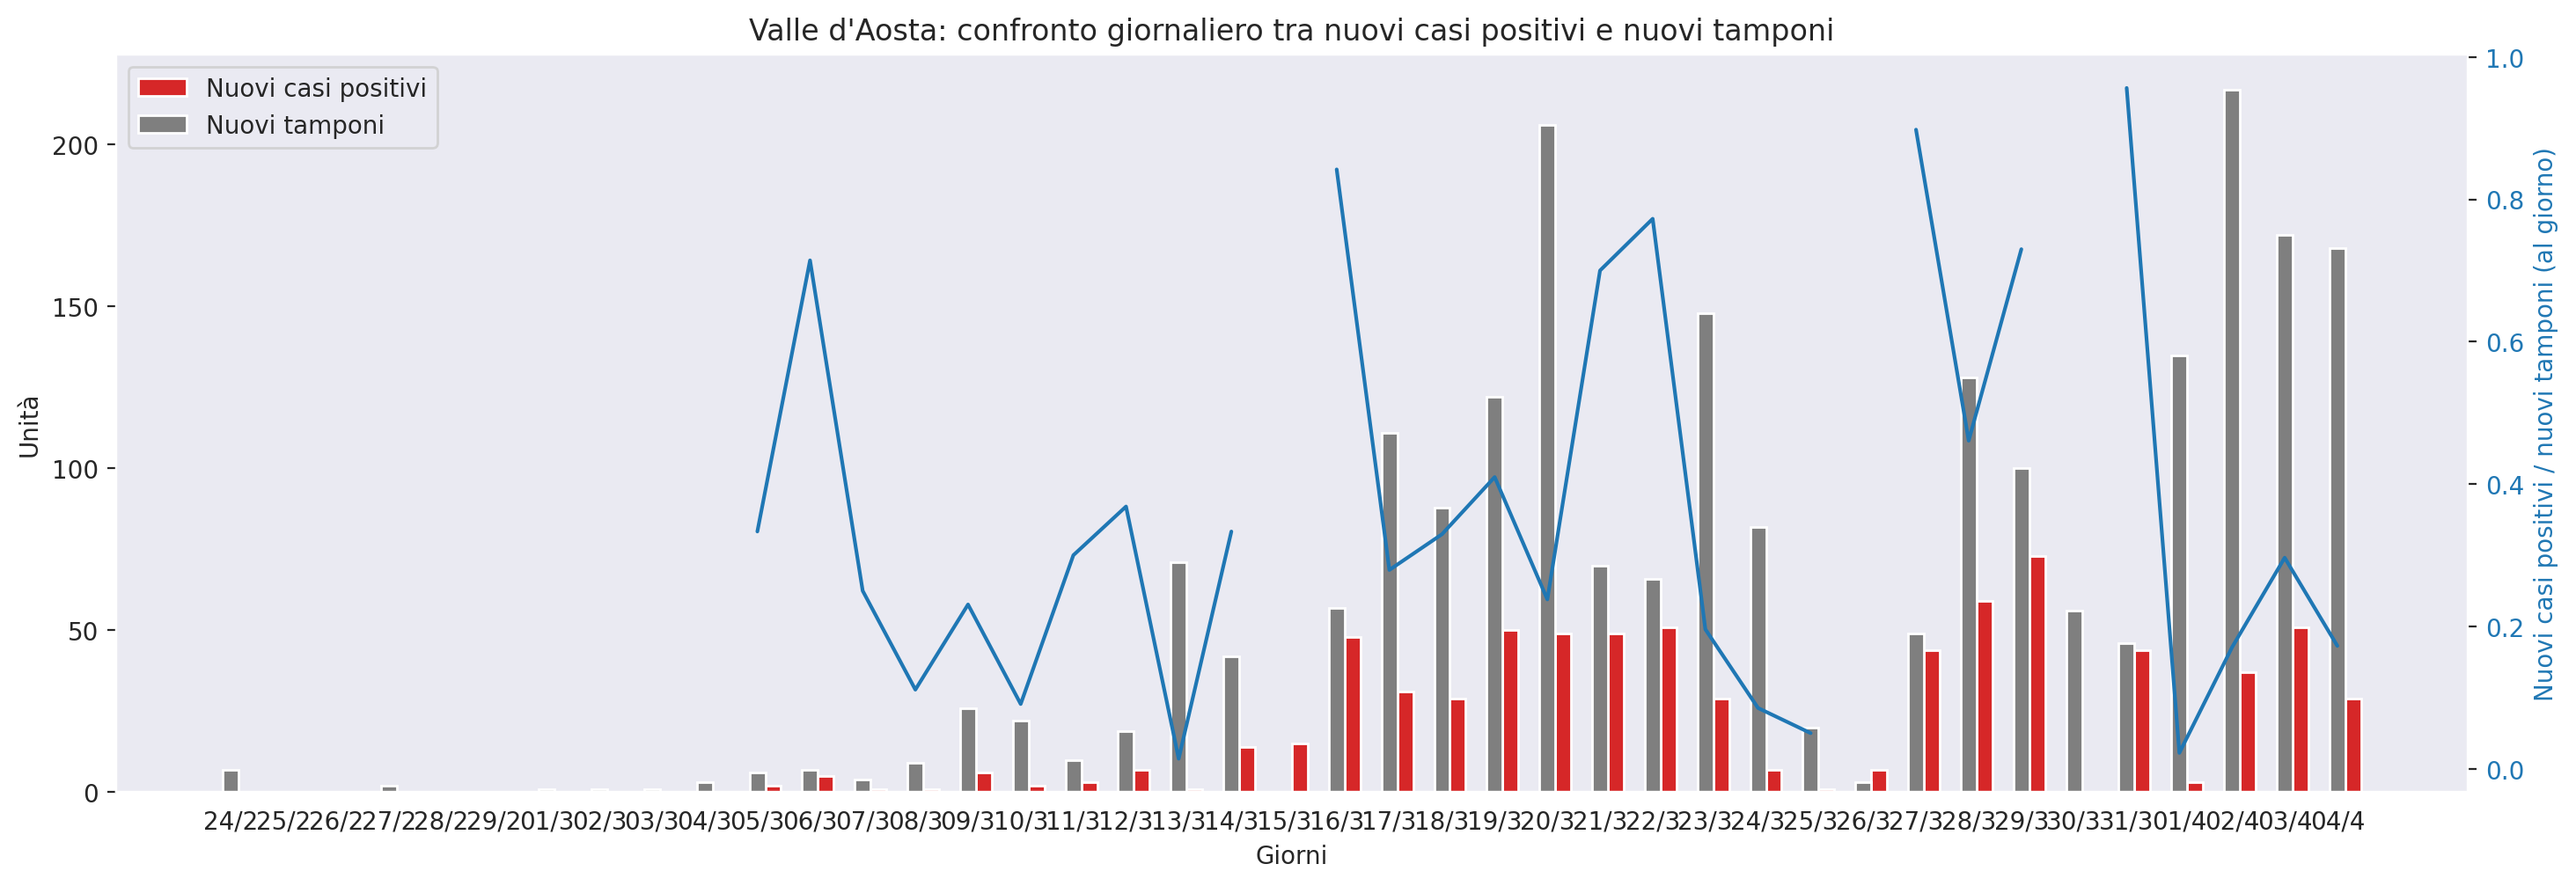 Valle d'Aosta: confronto giornaliero tra nuovi casi positivi e nuovi tamponi
Nuovi casi positivi
Nuovi tamponi
200
150
100
50
0
Unità
1.0
0.8
0.6
0.4
0.2
0.0
Nuovi casi positivi / nuovi tamponi (al giorno)
24/2 25/2 26/2 27/2 28/2 29/2 01/3 02/3 03/3 04/3 05/3 06/3 07/3 08/3 09/3 10/3 11/3 12/3 13/3 14/3 15/3 16/3 17/3 18/3 19/3 20/3 21/3 22/3 23/3 24/3 25/3 26/3 27/3 28/3 29/3 30/3 31/3 01/4 02/4 03/4 04/4
Giorni